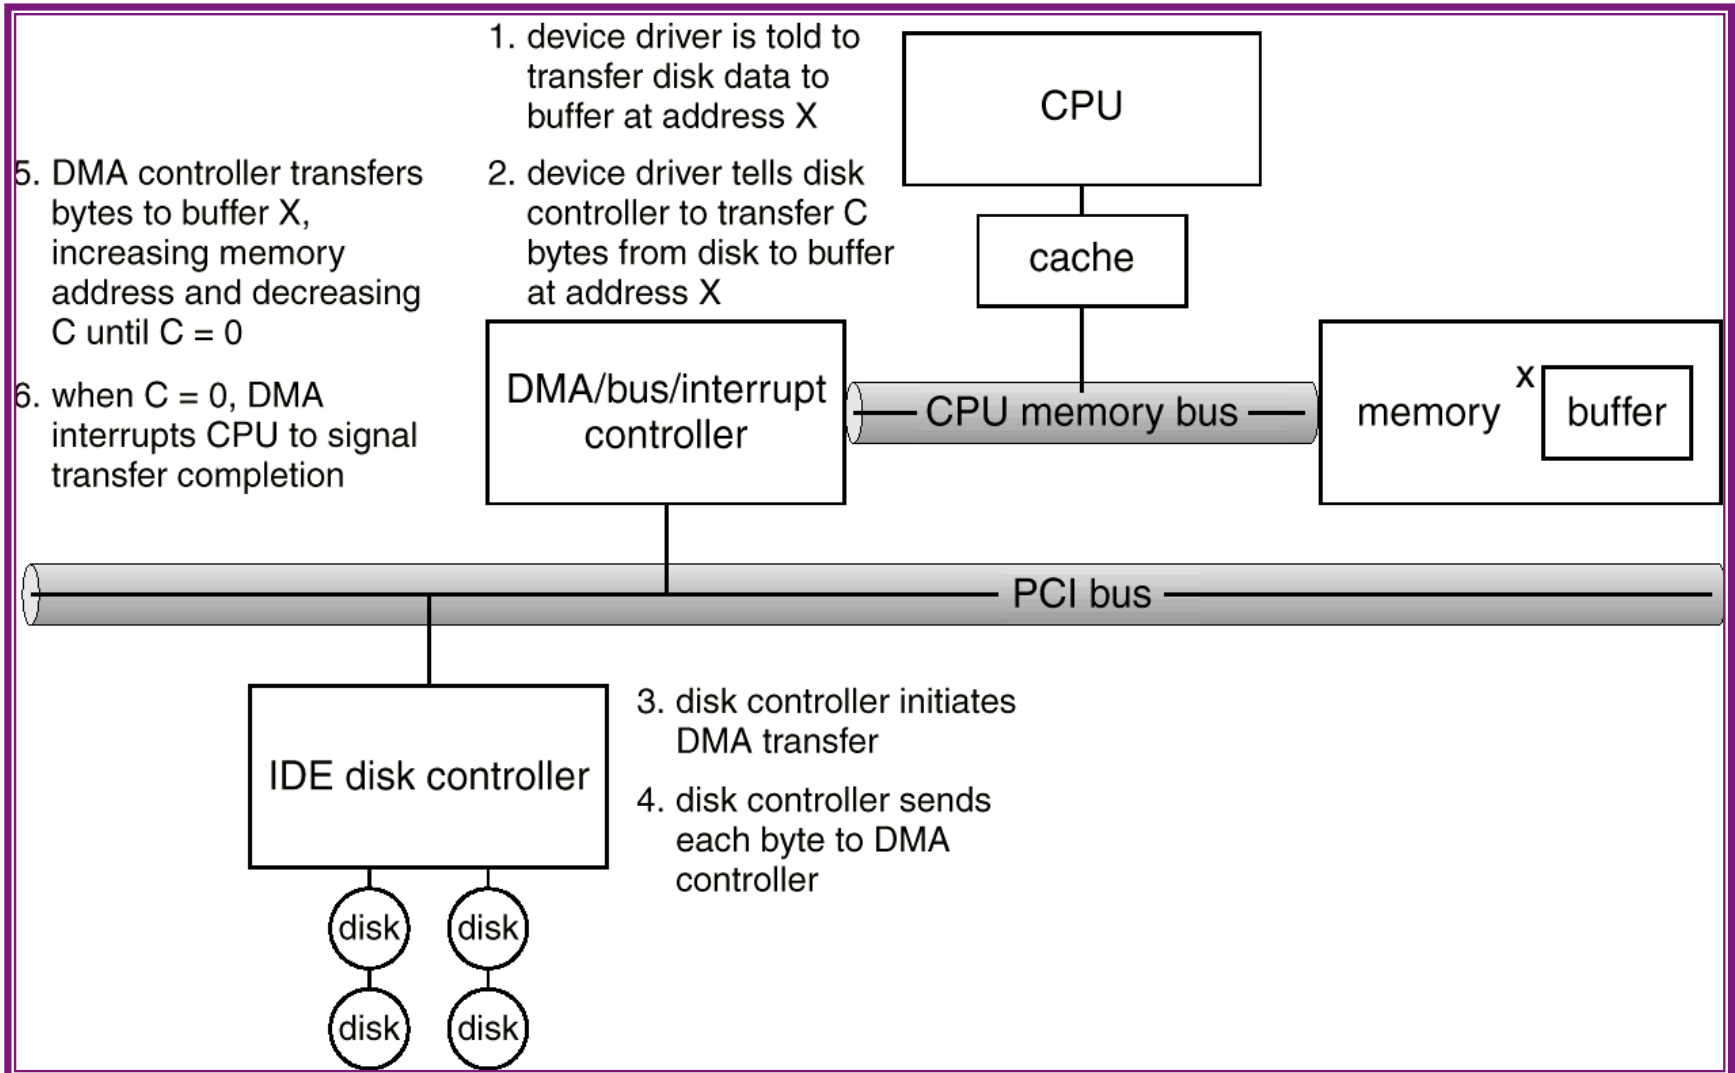 1. device driver is told to
transfer disk data to
buffer at address X
2. device driver tells disk
controller to transfer C
bytes from disk to buffer
at address X
5. DMA controller transfers
bytes to buffer X,
increasing memory
address and decreasing
C until C = 0
6. when C = 0, DMA
interrupts CPU to signal
transfer completion
CPU
cache
DMA/bus/interrupt
controller
CPU memory bus
memory
x
buffer
PCI bus
IDE disk controller
3. disk controller initiates
DMA transfer
4. disk controller sends
each byte to DMA
controller
disk
disk
disk
disk